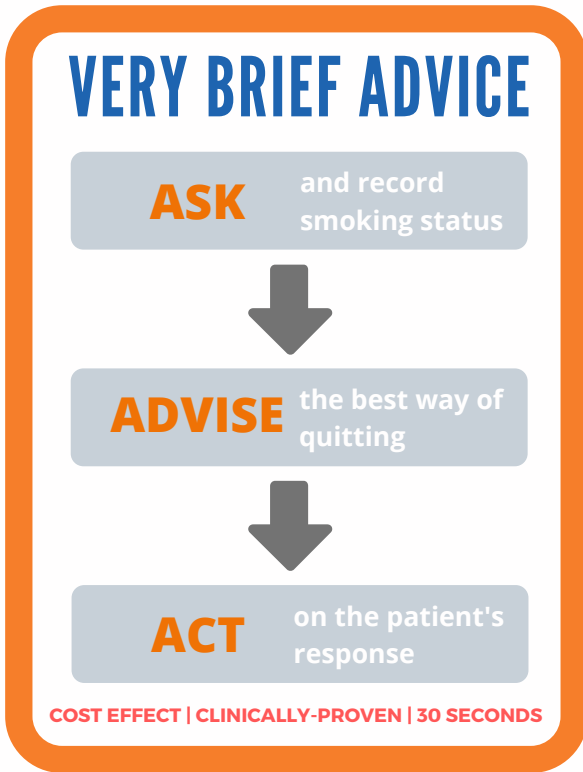 VERY BRIEF ADVICE
ASK
and record
smoking status
ADVISE
the best way of
quitting
ACT
on the patient's
response
COST EFFECT | CLINICALLY-PROVEN | 30 SECONDS